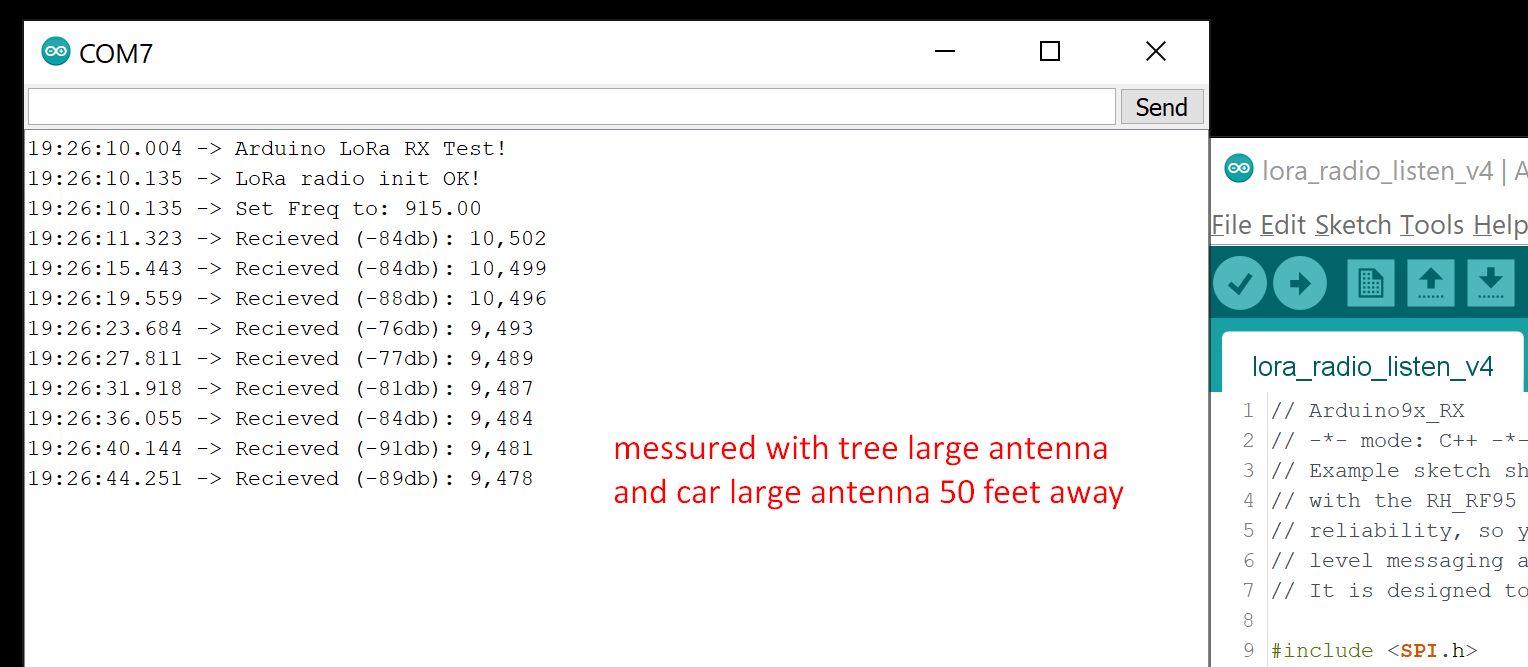 COM7
Send
19:26:10.004 -> Arduino LoRa RX Test!
19:26:10.135 -> LoRa radio init OK!
19:26:10.135 -> Set Freq to: 915.00
19:26:11.323 -> Recieved (-84db): 10,502
19:26:15.443 -> Recieved (-84db): 10,499
19:26:19.559 -> Recieved (-88db): 10,496
19:26:23.684 -> Recieved (-76db): 9,493
19:26:27.811 -> Recieved (-77db): 9,489
19:26:31.918 -> Recieved (-81db): 9,487
19:26:36.055 -> Recieved (-84db): 9,484
19:26:40.144 -> Recieved (-91db): 9,481
19:26:44.251 -> Recieved (-89db): 9,478
messured with tree large antenna
and car large antenna 50 feet away
lora_radio_listen_v4 | A
File Edit Sketch Tools Help
lora_radio_listen_v4
1 // Arduino9x_RX
2 // -*- mode: C++ -*-
3 // Example sketch sh
4 // with the RH_RF95
5 // reliability, so y
6 // level messaging a
7 // It is designed to
8
9 #include <SPI.h>